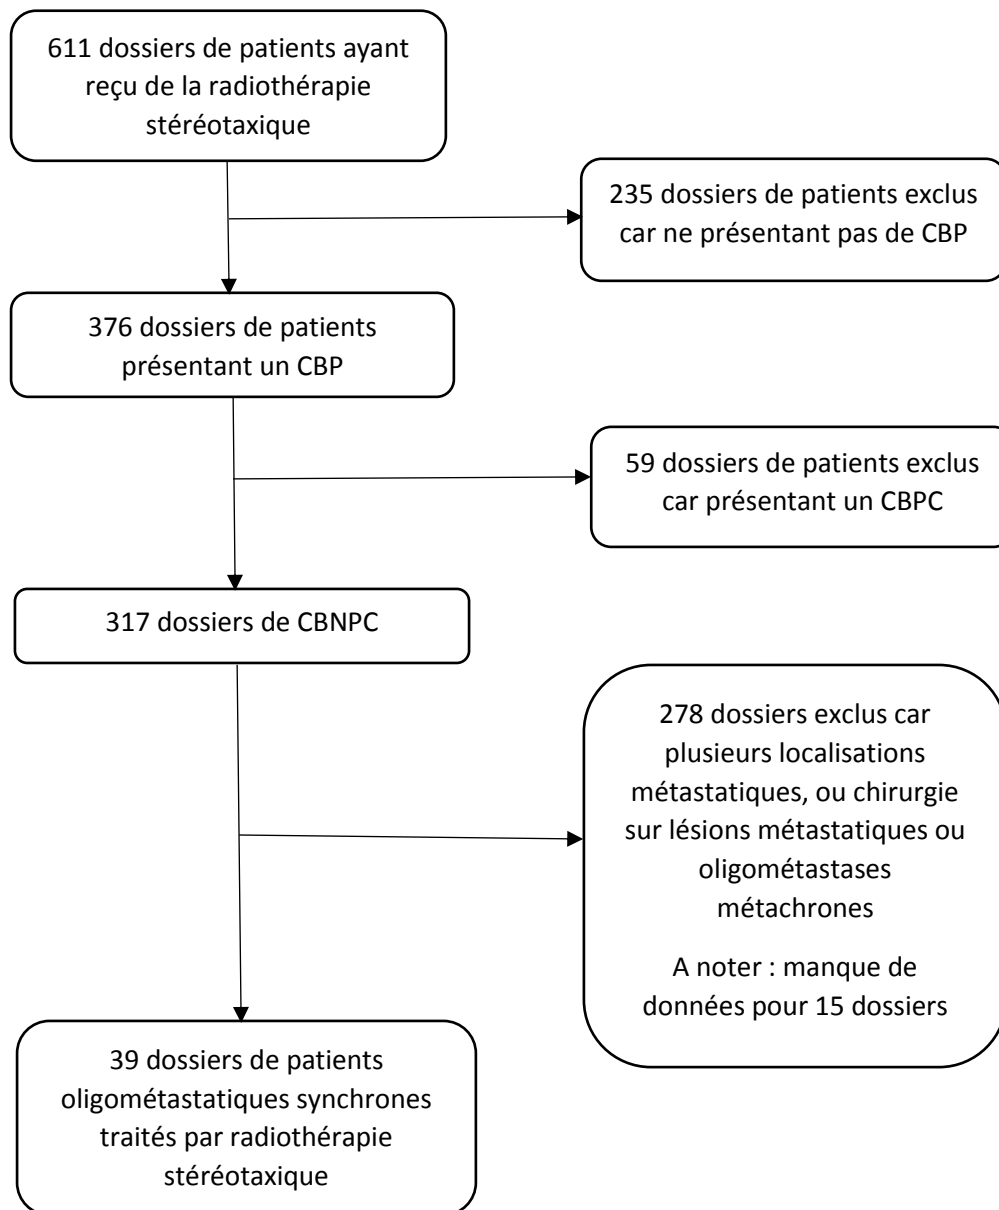 611 dossiers de patients ayant
reçu de la radiothérapie
stéréotaxique
235 dossiers de patients exclus
car ne présentant pas de CBP
376 dossiers de patients
présentant un CBP
59 dossiers de patients exclus
car présentant un CBPC
317 dossiers de CBNPC
278 dossiers exclus car
plusieurs localisations
métastatiques, ou chirurgie
sur lésions métastatiques ou
oligométastases
métachrones
A noter : manque de
données pour 15 dossiers
39 dossiers de patients
oligométastatiques synchrones
traités par radiothérapie
stéréotaxique